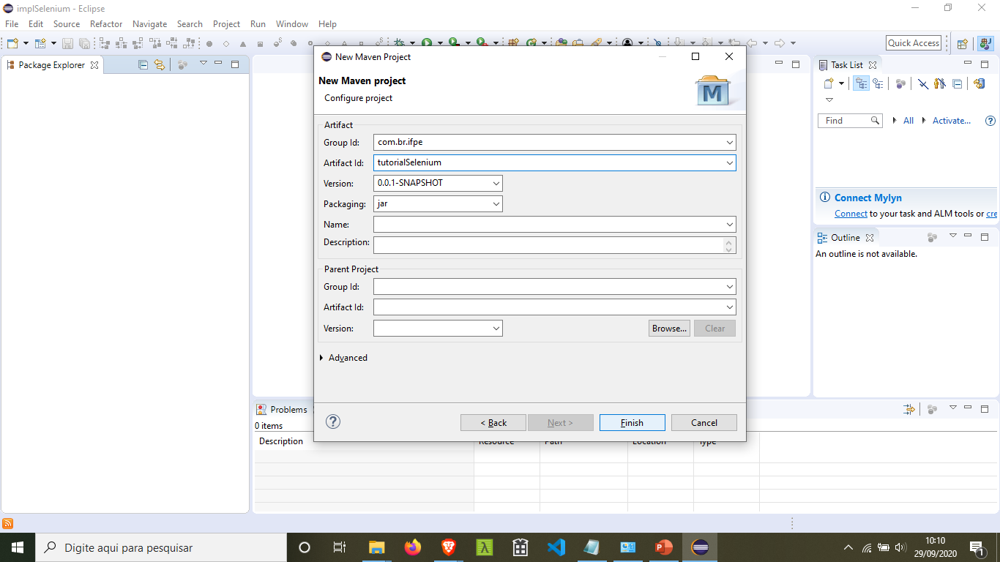 implSelenium - Eclipse
File Edit Source Refactor Navigate Search Project Run Window Help
Quick Access
Package Explorer
New Maven Project
New Maven project
Configure project
M
Artifact
Group Id: com.br.ifpe
Artifact Id: tutorialSelenium
Version: 0.0.1-SNAPSHOT
Packaging: jar
Name:
Description:
Parent Project
Group Id:
Artifact Id:
Version:
Browse... Clear
Advanced
< Back Next > Finish Cancel
Task List
Find All Activate...
Connect Mylyn
Connect to your task and ALM tools or cre
Outline
An outline is not available.
Problems
0 items
Description Resource Path Location Type
Digite aqui para pesquisar
10:10
29/09/2020
1